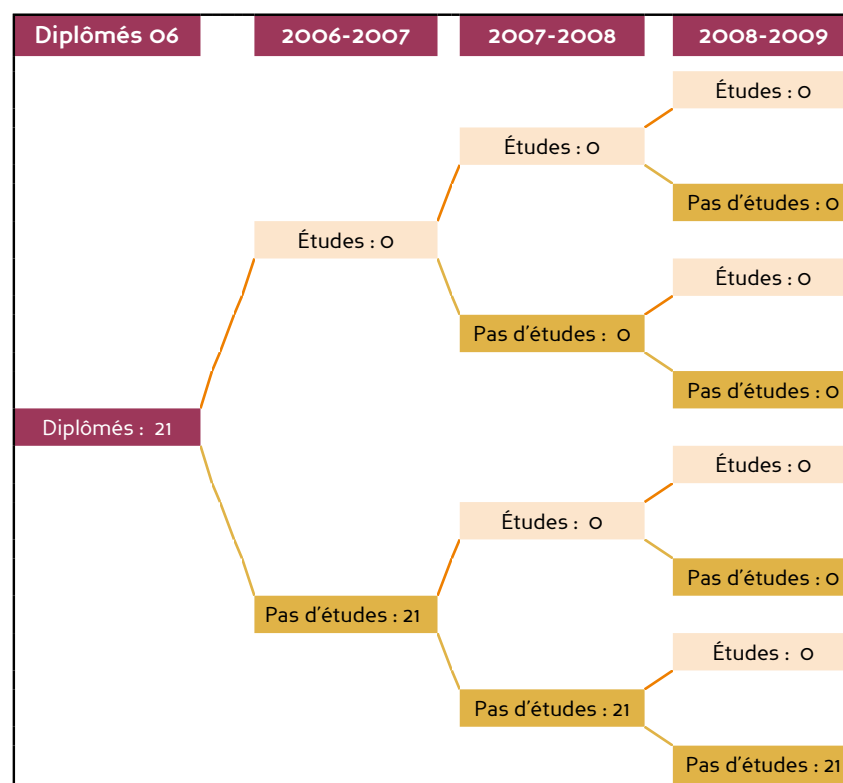 Diplômés 06 2006-2007 2007-2008 2008-2009
Études : 0
Études : 0
Pas d'études : 0
Études : 0
Études : 0
Pas d'études : 0
Pas d'études : 0
Diplômés : 21
Études : 0
Études : 0
Pas d'études : 0
Pas d'études : 21
Études : 0
Pas d'études : 21
Pas d'études : 21